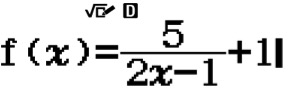 √▫/ D
f(x)=5/(2x−1)+1